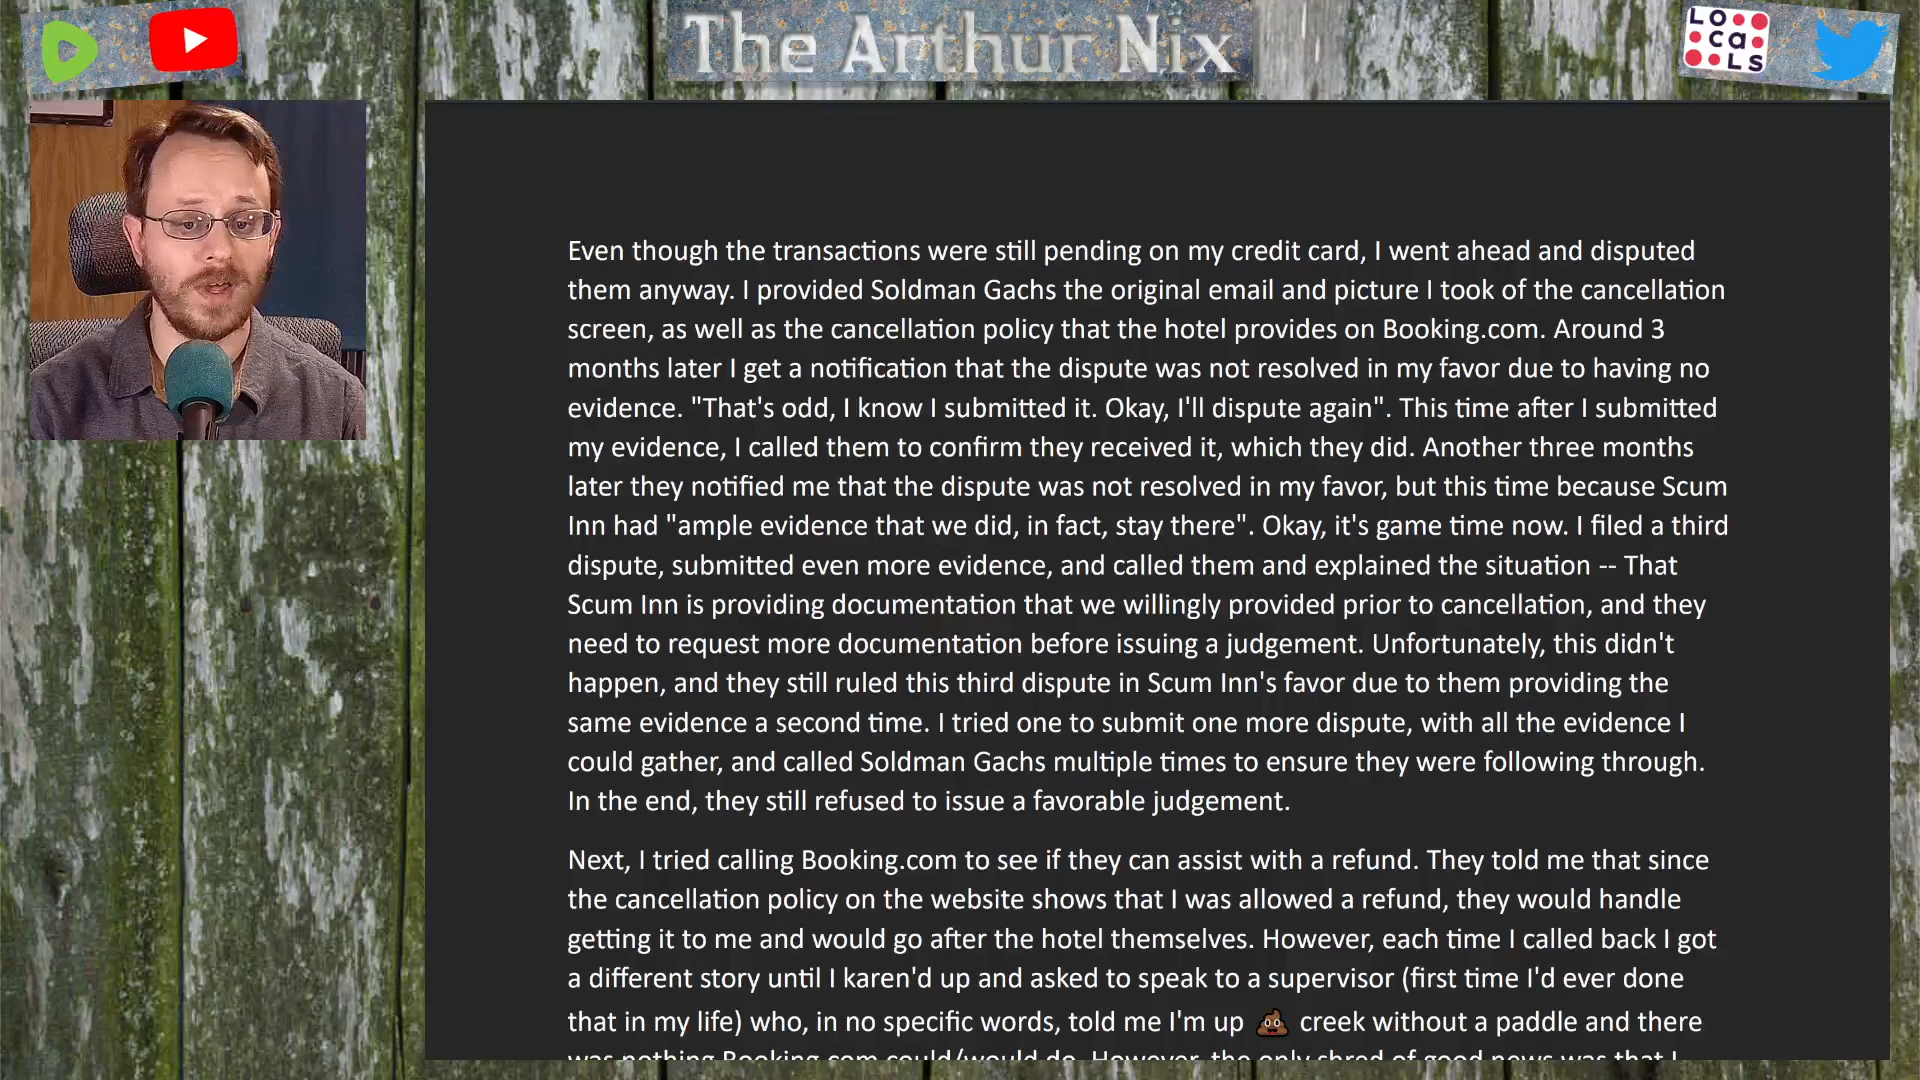 The Arthur Nix
LO
ca
LS
Even though the transactions were still pending on my credit card, I went ahead and disputed
them anyway. I provided Soldman Gachs the original email and picture I took of the cancellation
screen, as well as the cancellation policy that the hotel provides on Booking.com. Around 3
months later I get a notification that the dispute was not resolved in my favor due to having no
evidence. "That's odd, I know I submitted it. Okay, I'll dispute again". This time after I submitted
my evidence, I called them to confirm they received it, which they did. Another three months
later they notified me that the dispute was not resolved in my favor, but this time because Scum
Inn had "ample evidence that we did, in fact, stay there". Okay, it's game time now. I filed a third
dispute, submitted even more evidence, and called them and explained the situation -- That
Scum Inn is providing documentation that we willingly provided prior to cancellation, and they
need to request more documentation before issuing a judgement. Unfortunately, this didn't
happen, and they still ruled this third dispute in Scum Inn's favor due to them providing the
same evidence a second time. I tried one to submit one more dispute, with all the evidence I
could gather, and called Soldman Gachs multiple times to ensure they were following through.
In the end, they still refused to issue a favorable judgement.
Next, I tried calling Booking.com to see if they can assist with a refund. They told me that since
the cancellation policy on the website shows that I was allowed a refund, they would handle
getting it to me and would go after the hotel themselves. However, each time I called back I got
a different story until I karen'd up and asked to speak to a supervisor (first time I'd ever done
that in my life) who, in no specific words, told me I'm up 💩 creek without a paddle and there
was nothing Booking.com could/would do. However, the only shred of good news was that I